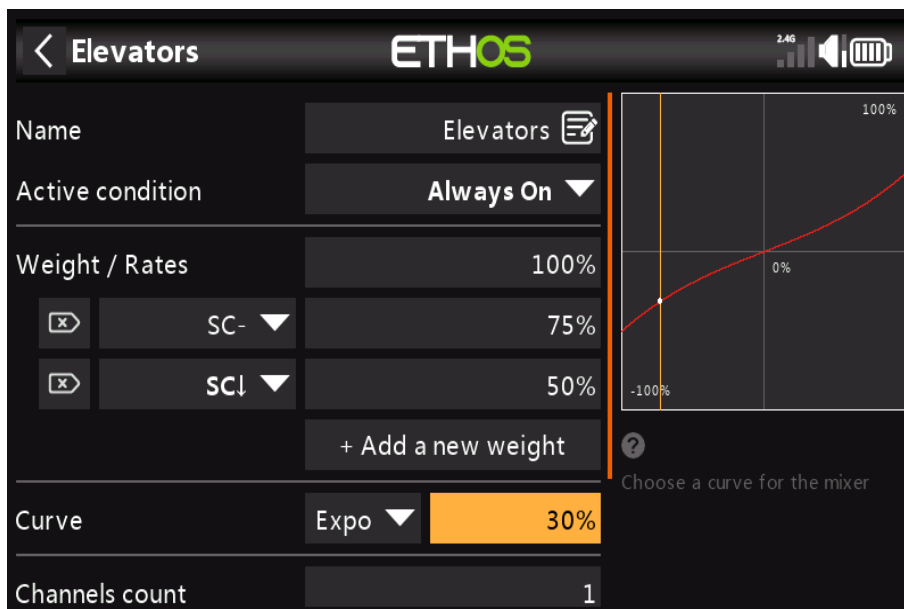 Elevators
ETHOS
2.4G
Name
Elevators
100%
Active condition
Always On
Weight / Rates
100%
0%
SC-
75%
SC↓
50%
-100%
+ Add a new weight
?
Choose a curve for the mixer
Curve
Expo
30%
Channels count
1